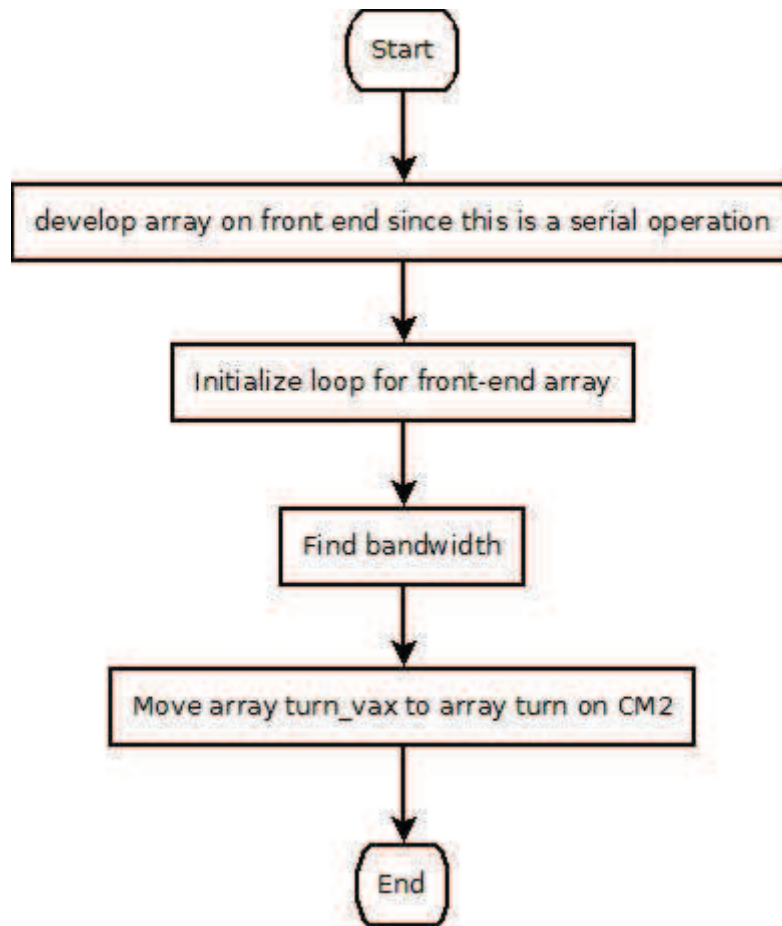 Start
develop array on front end since this is a serial operation
Initialize loop for front-end array
Find bandwidth
Move array turn_vax to array turn on CM2
End